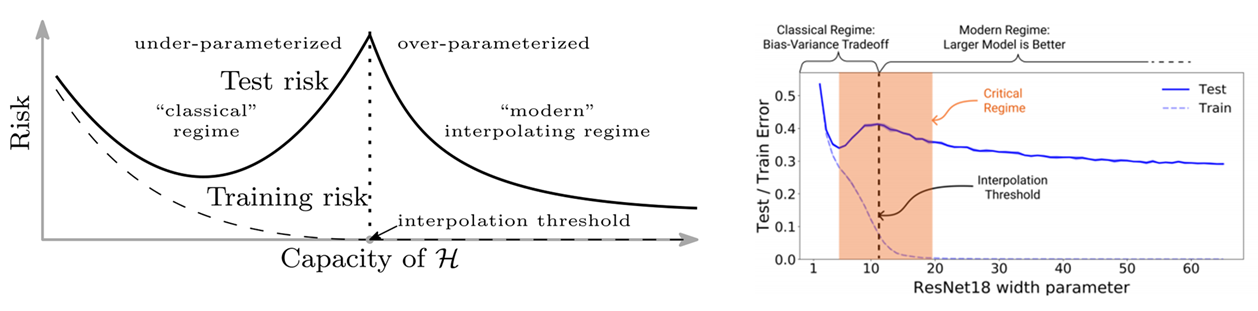 under-parameterized
over-parameterized
Test risk
"classical"
regime
"modern"
interpolating regime
Risk
Training risk
interpolation threshold
Capacity of ℋ
Classical Regime:
Bias-Variance Tradeoff
Modern Regime:
Larger Model is Better
Critical
Regime
Test
Train
Interpolation
Threshold
Test / Train Error
0.5
0.4
0.3
0.2
0.1
0.0
1 10 20 30 40 50 60
ResNet18 width parameter